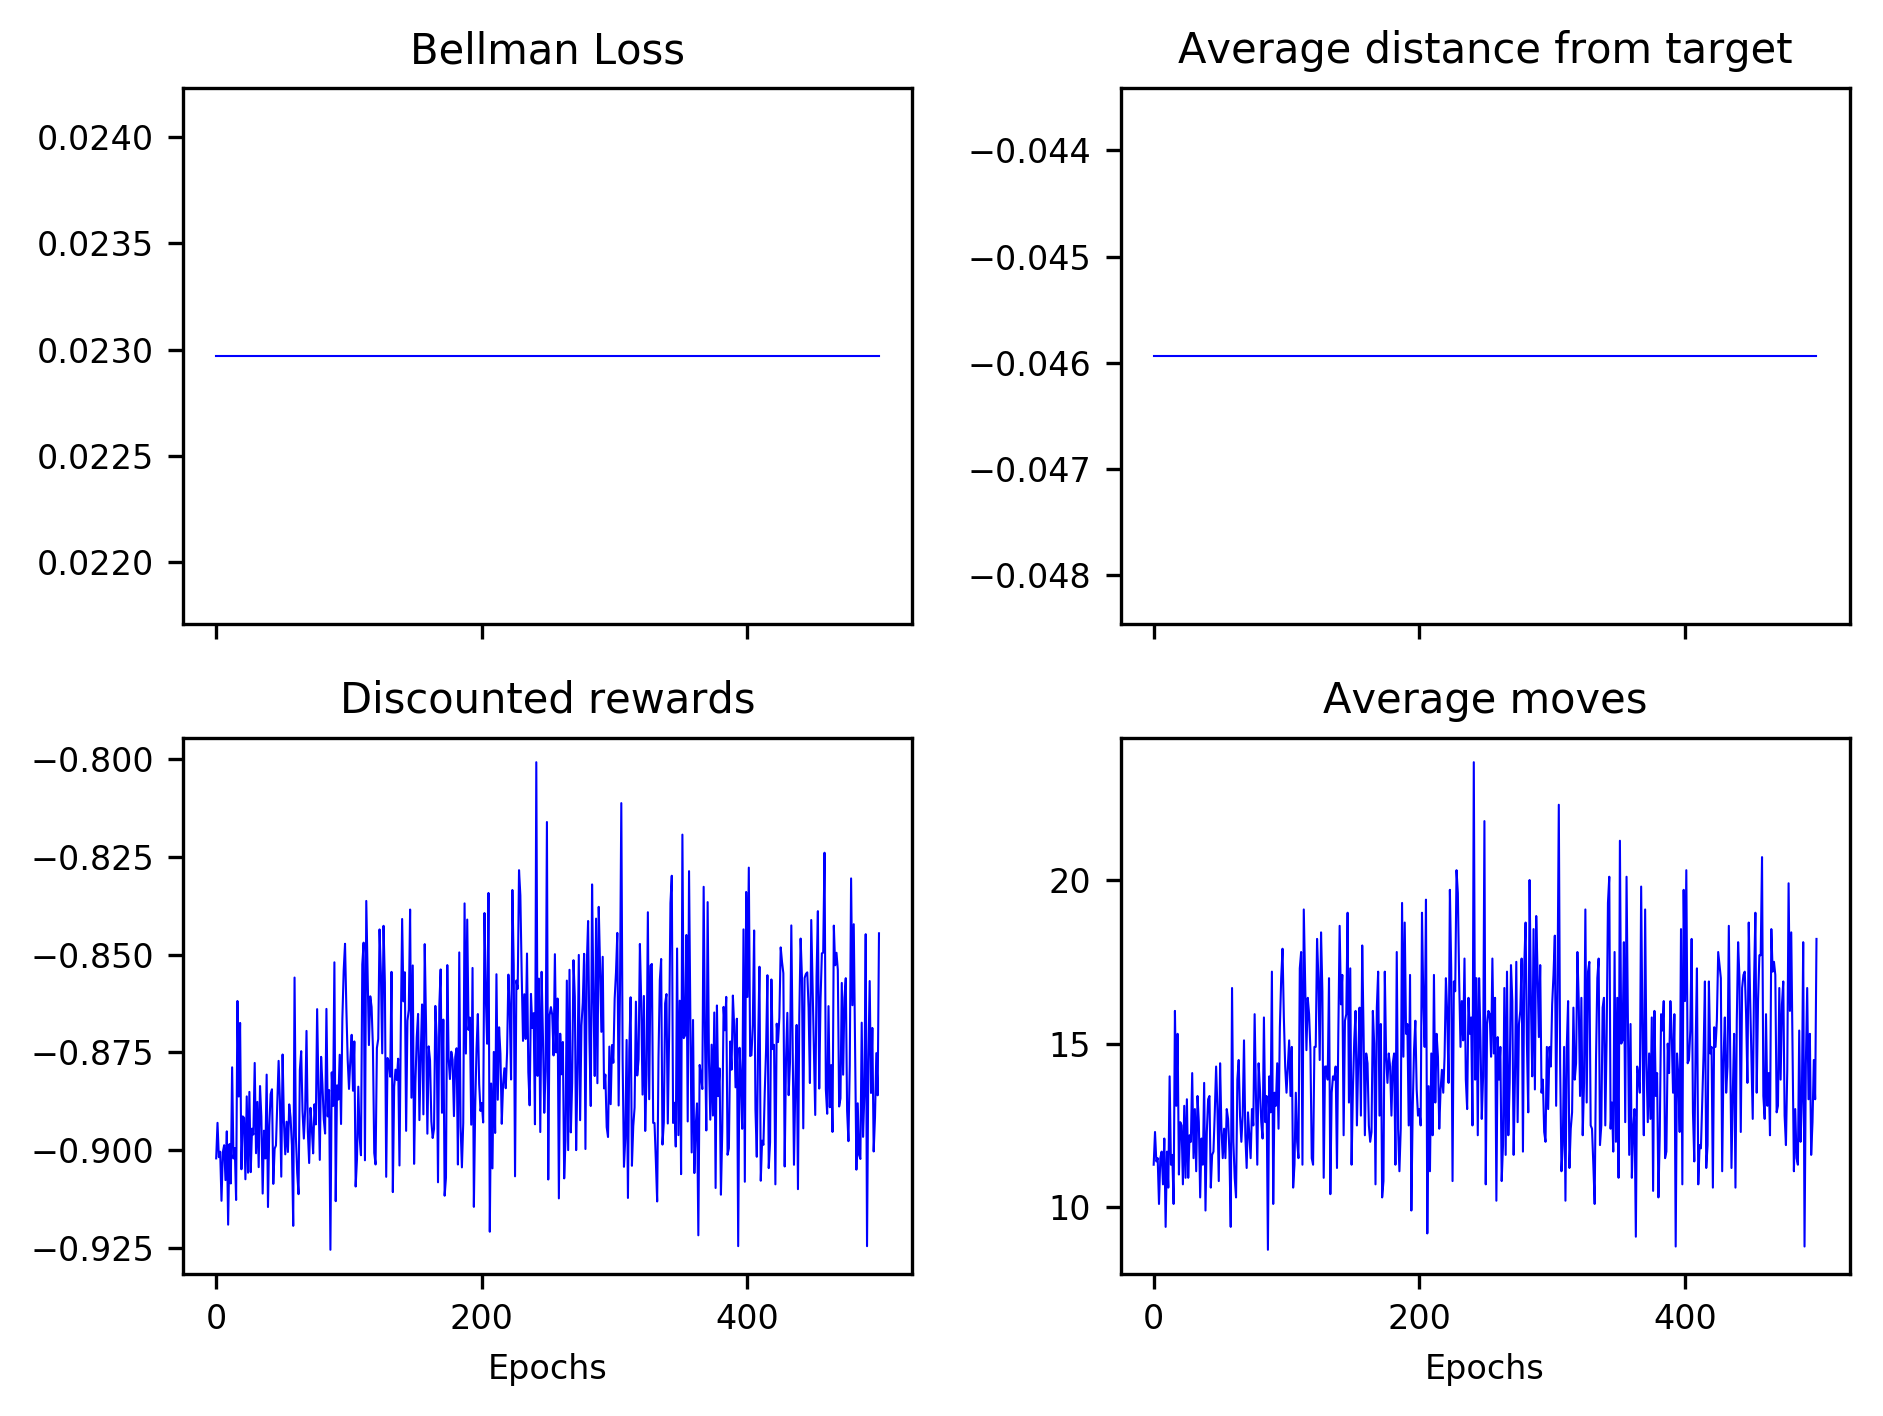 Bellman Loss
0.0240
0.0235
0.0230
0.0225
0.0220
Average distance from target
−0.044
−0.045
−0.046
−0.047
−0.048
Discounted rewards
−0.800
−0.825
−0.850
−0.875
−0.900
−0.925
0 200 400
Epochs
Average moves
20
15
10
0 200 400
Epochs